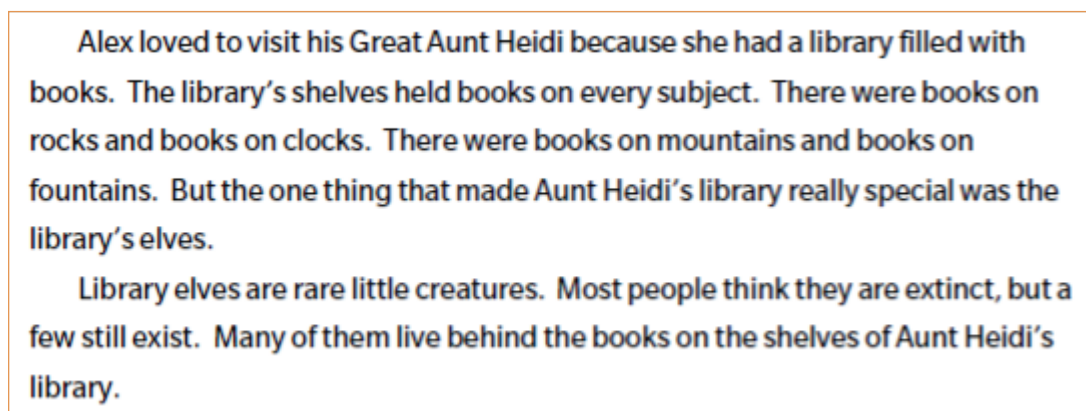 Alex loved to visit his Great Aunt Heidi because she had a library filled with
books.  The library's shelves held books on every subject.  There were books on
rocks and books on clocks.  There were books on mountains and books on
fountains.  But the one thing that made Aunt Heidi's library really special was the
library's elves.
Library elves are rare little creatures.  Most people think they are extinct, but a
few still exist.  Many of them live behind the books on the shelves of Aunt Heidi's
library.